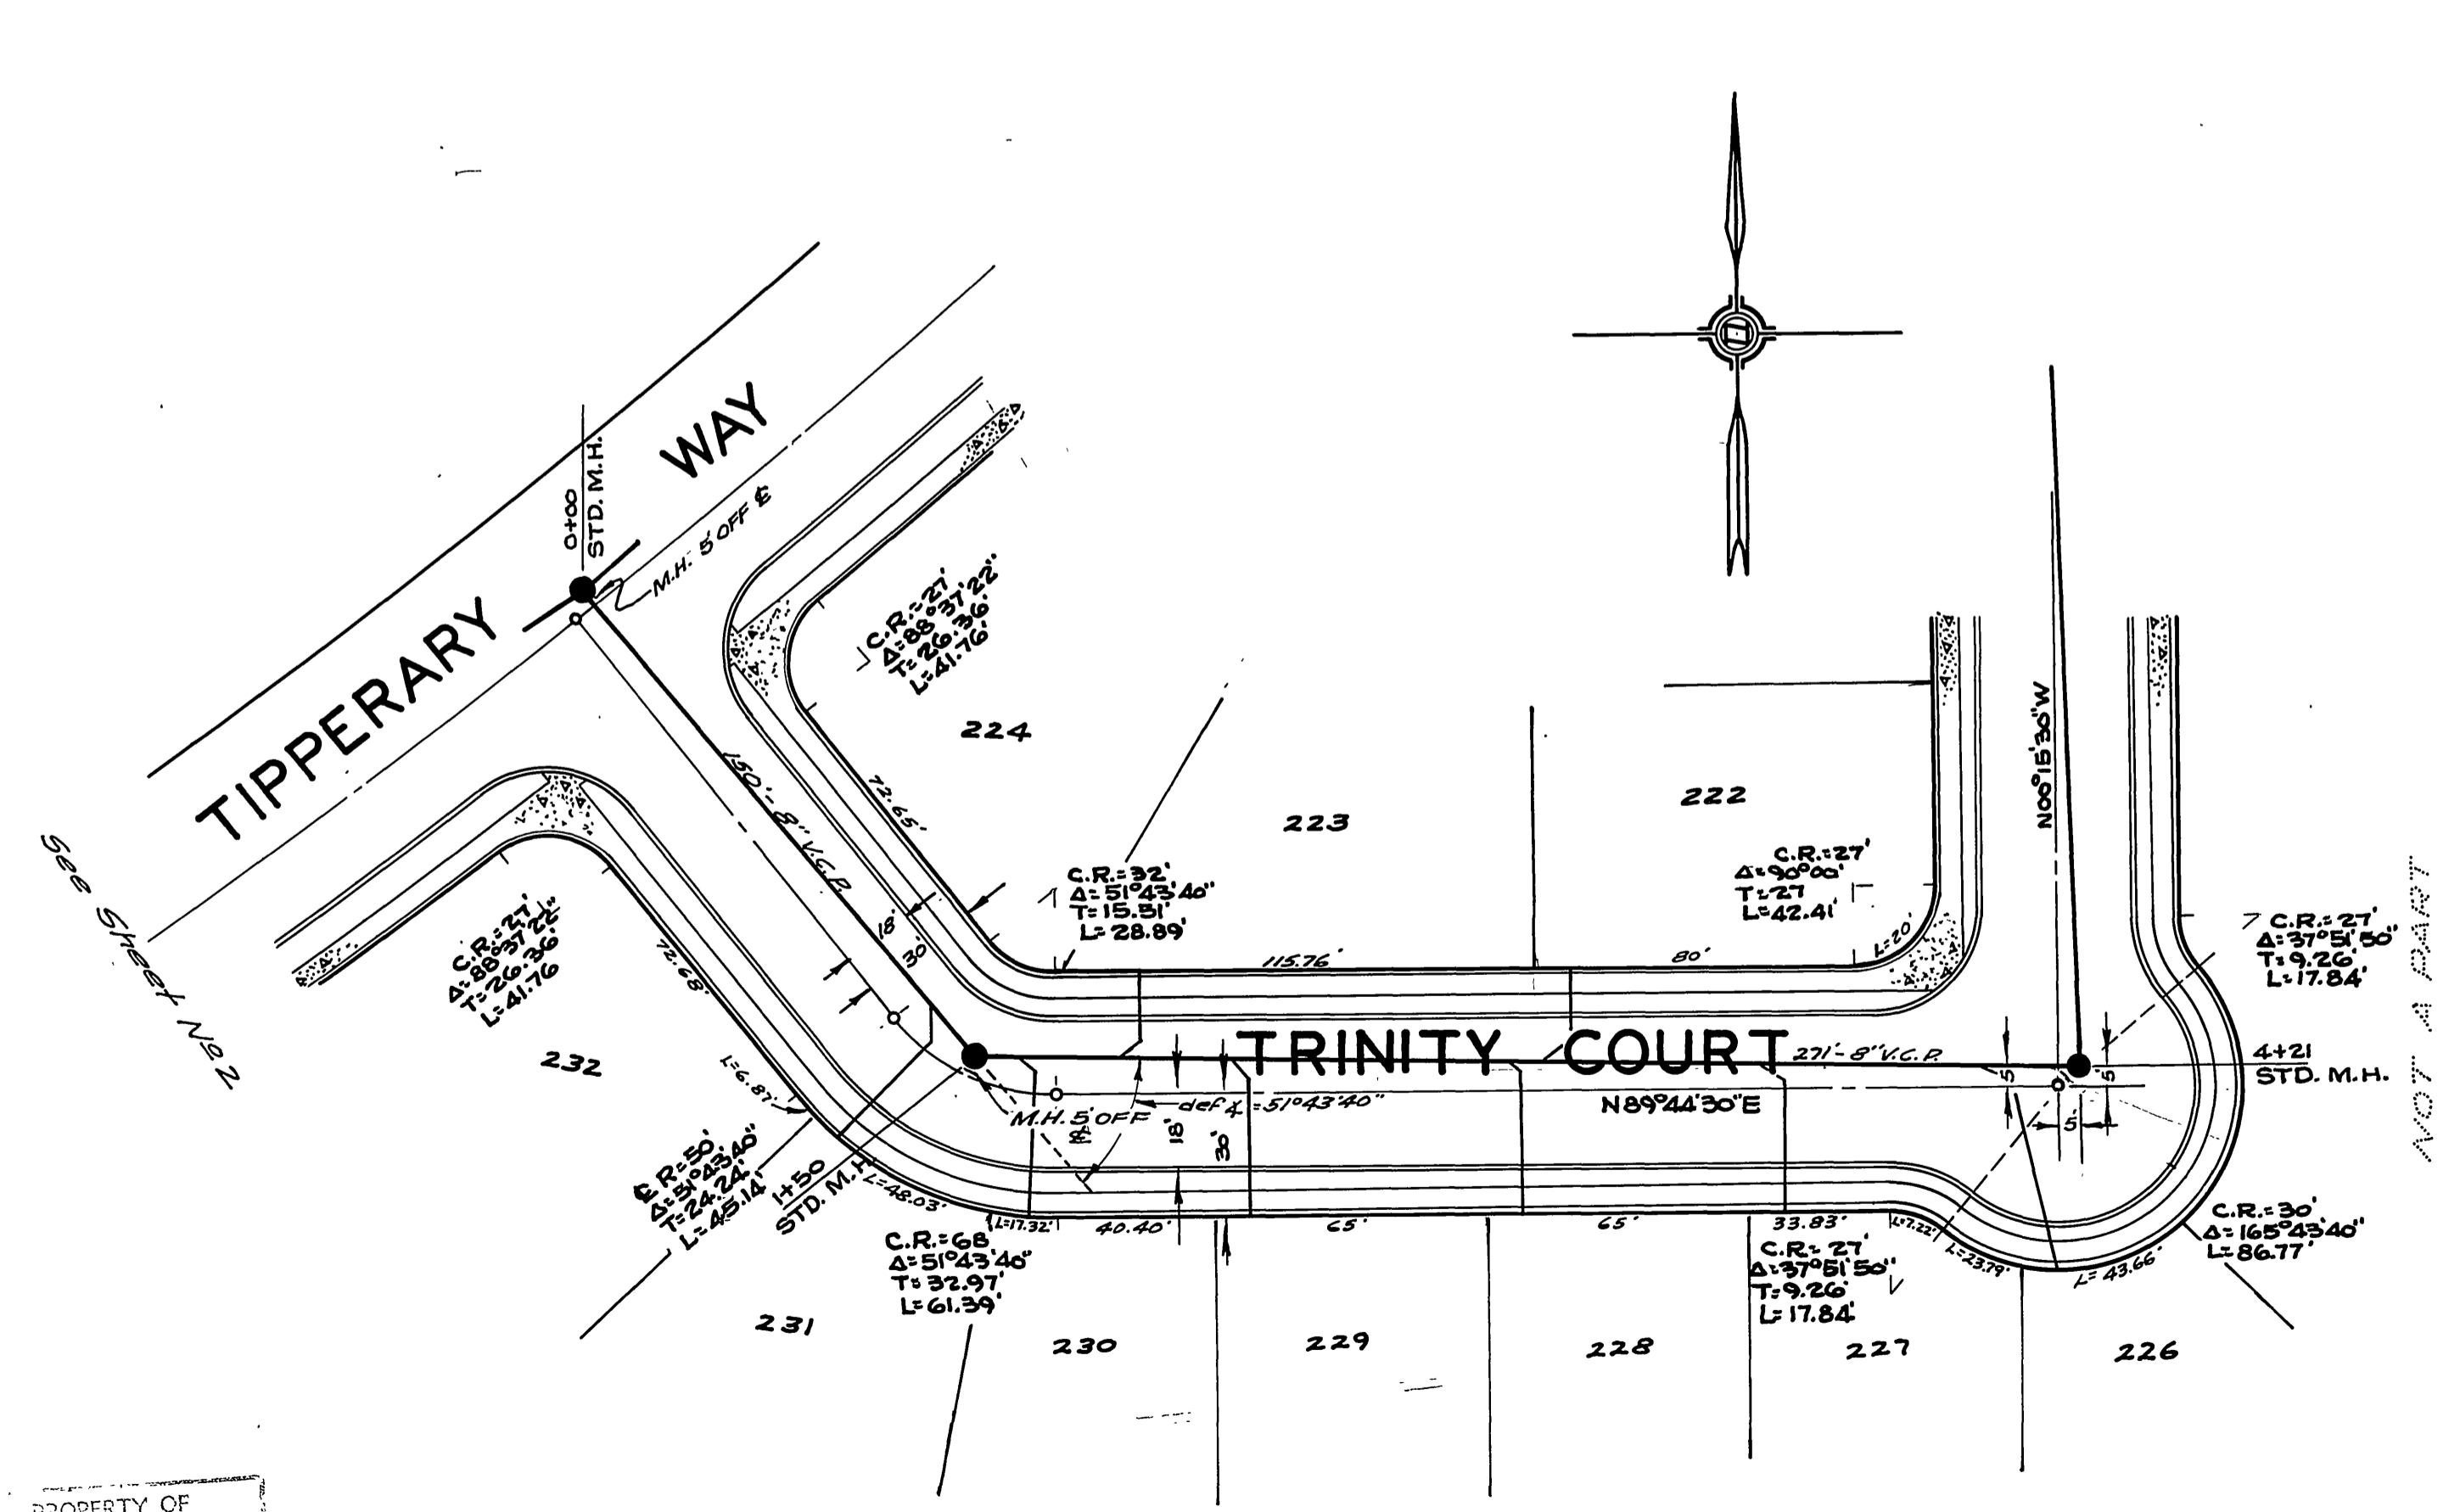 TIPPERARY WAY
0+00
STD. M.H.
M.H. 5' OFF ℄
See Sheet No 2
C.R.=27'
Δ=88°37'22"
T=26.36'
L=41.76'
224
72.65'
150'-8" V.C.P.
18'
30'
C.R.=27'
Δ=88°37'22"
T=26.36'
L=41.76
72.68'
232
223
222
C.R.=32'
Δ=51°43'40"
T=15.51'
L=28.89'
C.R.=27'
Δ=90°00'
T=27
L=42.41'
L=20'
115.76'
80'
N00°15'30"W
C.R.=27'
Δ=37°51'50"
T=9.26'
L=17.84'
NOT A PART
TRINITY COURT
271'-8" V.C.P.
4+21
STD. M.H.
5'
5'
5'
N89°44'30"E
def ∡ =51°43'40"
M.H. 5' OFF
℄
18'
30'
L=6.87'
℄ R=50'
Δ=51°43'40"
T=24.24'
L=45.14'
1+50
STD. M.H.
L=48.03'
L=17.32'
40.40'
65'
65'
33.83'
L=7.22'
L=23.79'
L=43.66'
C.R.=68'
Δ=51°43'40"
T=32.97'
L=61.39'
C.R.=27'
Δ=37°51'50"
T=9.26'
L=17.84'
C.R.=30'
Δ=165°43'40"
L=86.77'
231
230
229
228
227
226
PROPERTY OF